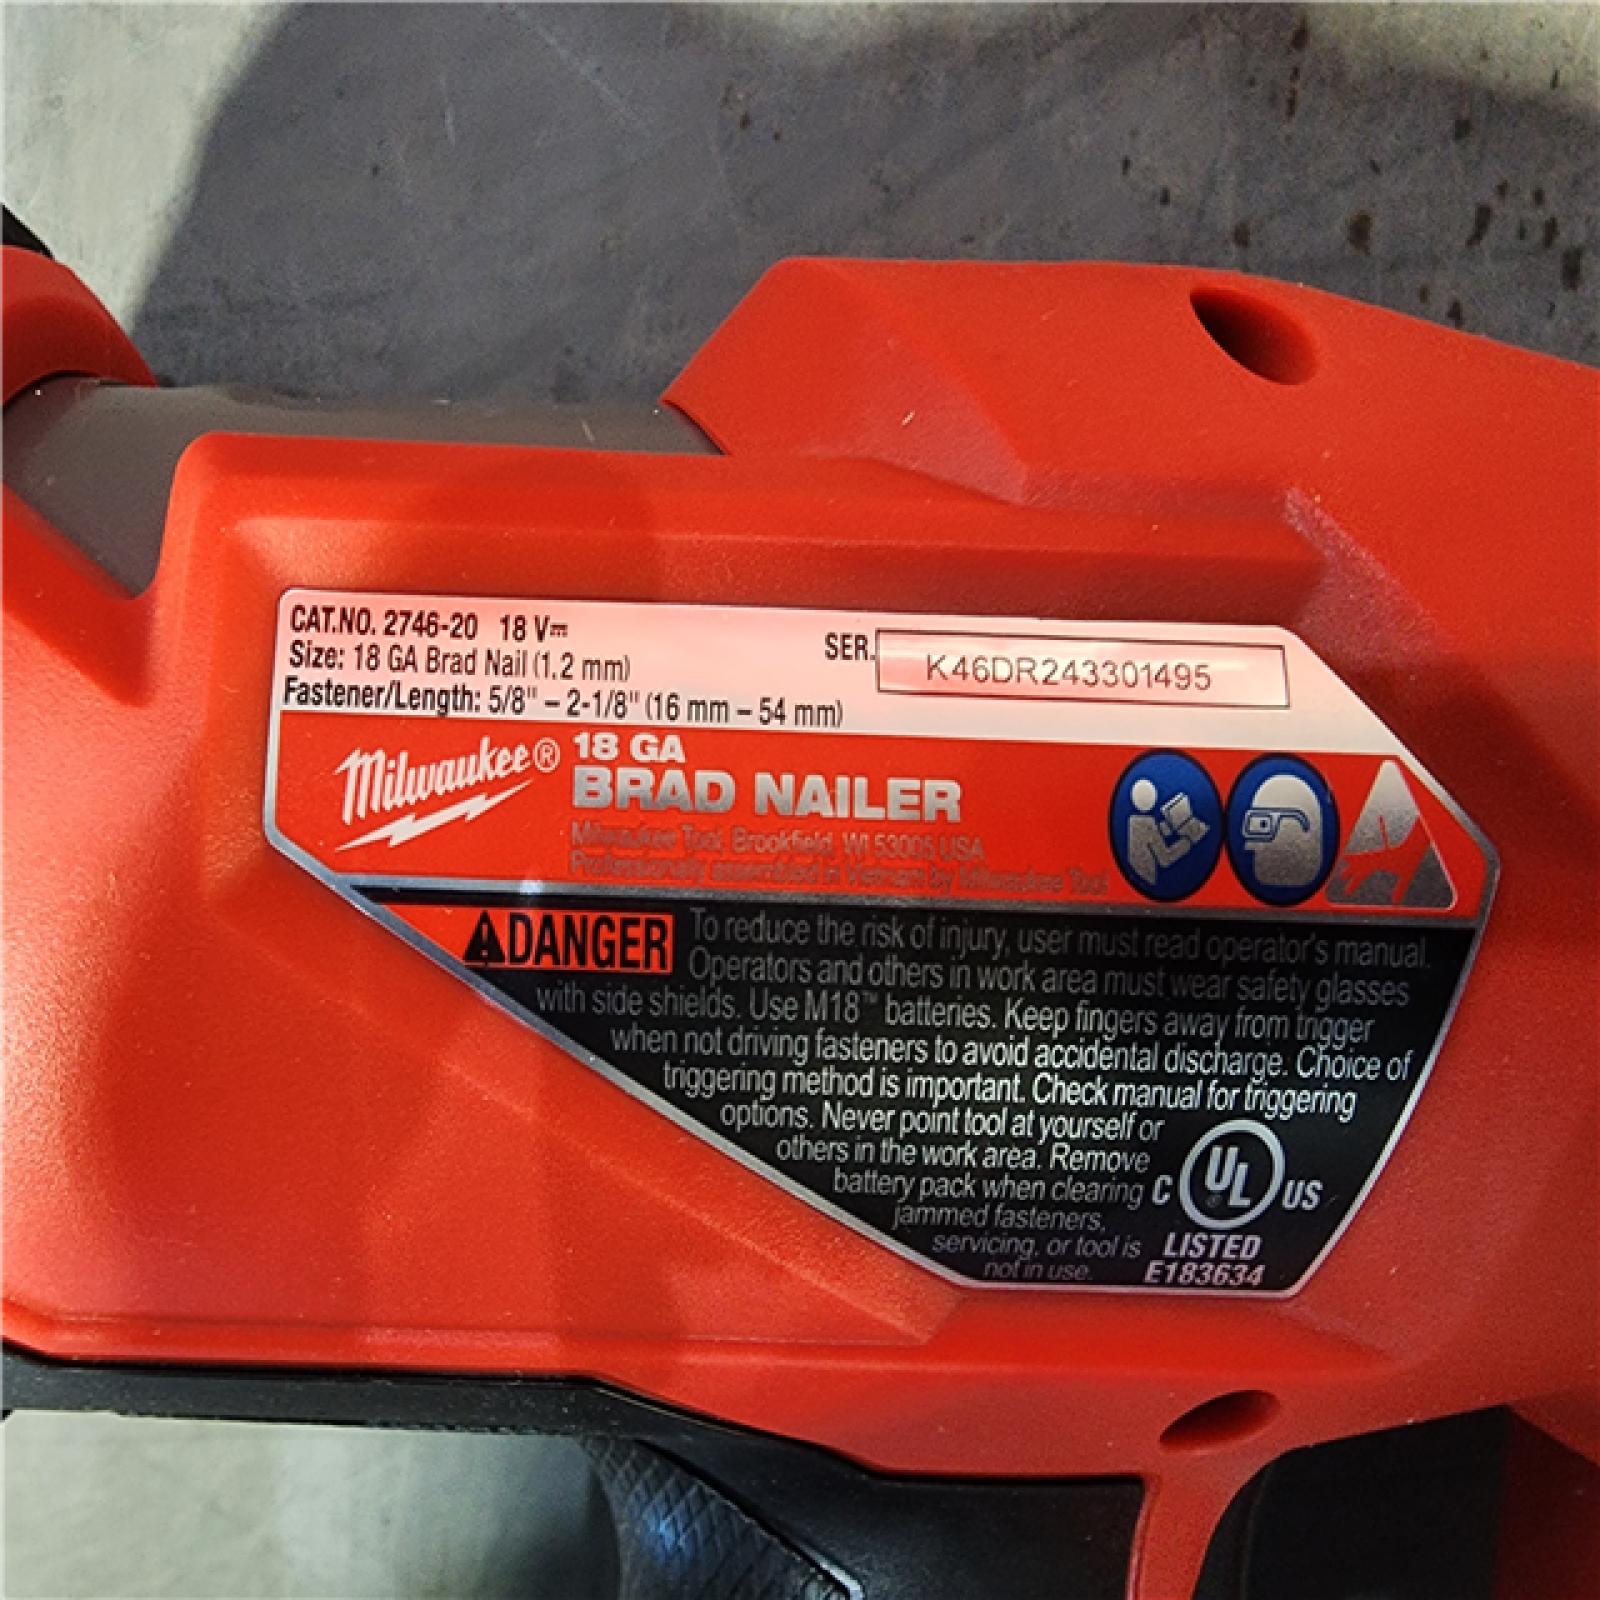 CAT.NO. 2746-20 18 V⎓
Size: 18 GA Brad Nail (1.2 mm)
Fastener/Length: 5/8" – 2-1/8" (16 mm – 54 mm)
SER. K46DR243301495
Milwaukee® 18 GA
BRAD NAILER
Milwaukee Tool, Brookfield, WI 53005 USA
Professionally assembled in Vietnam by Milwaukee Tool
DANGER To reduce the risk of injury, user must read operator's manual.
Operators and others in work area must wear safety glasses
with side shields. Use M18™ batteries. Keep fingers away from trigger
when not driving fasteners to avoid accidental discharge. Choice of
triggering method is important. Check manual for triggering
options. Never point tool at yourself or
others in the work area. Remove
battery pack when clearing
jammed fasteners,
servicing, or tool is
not in use.
C UL US
LISTED
E183634